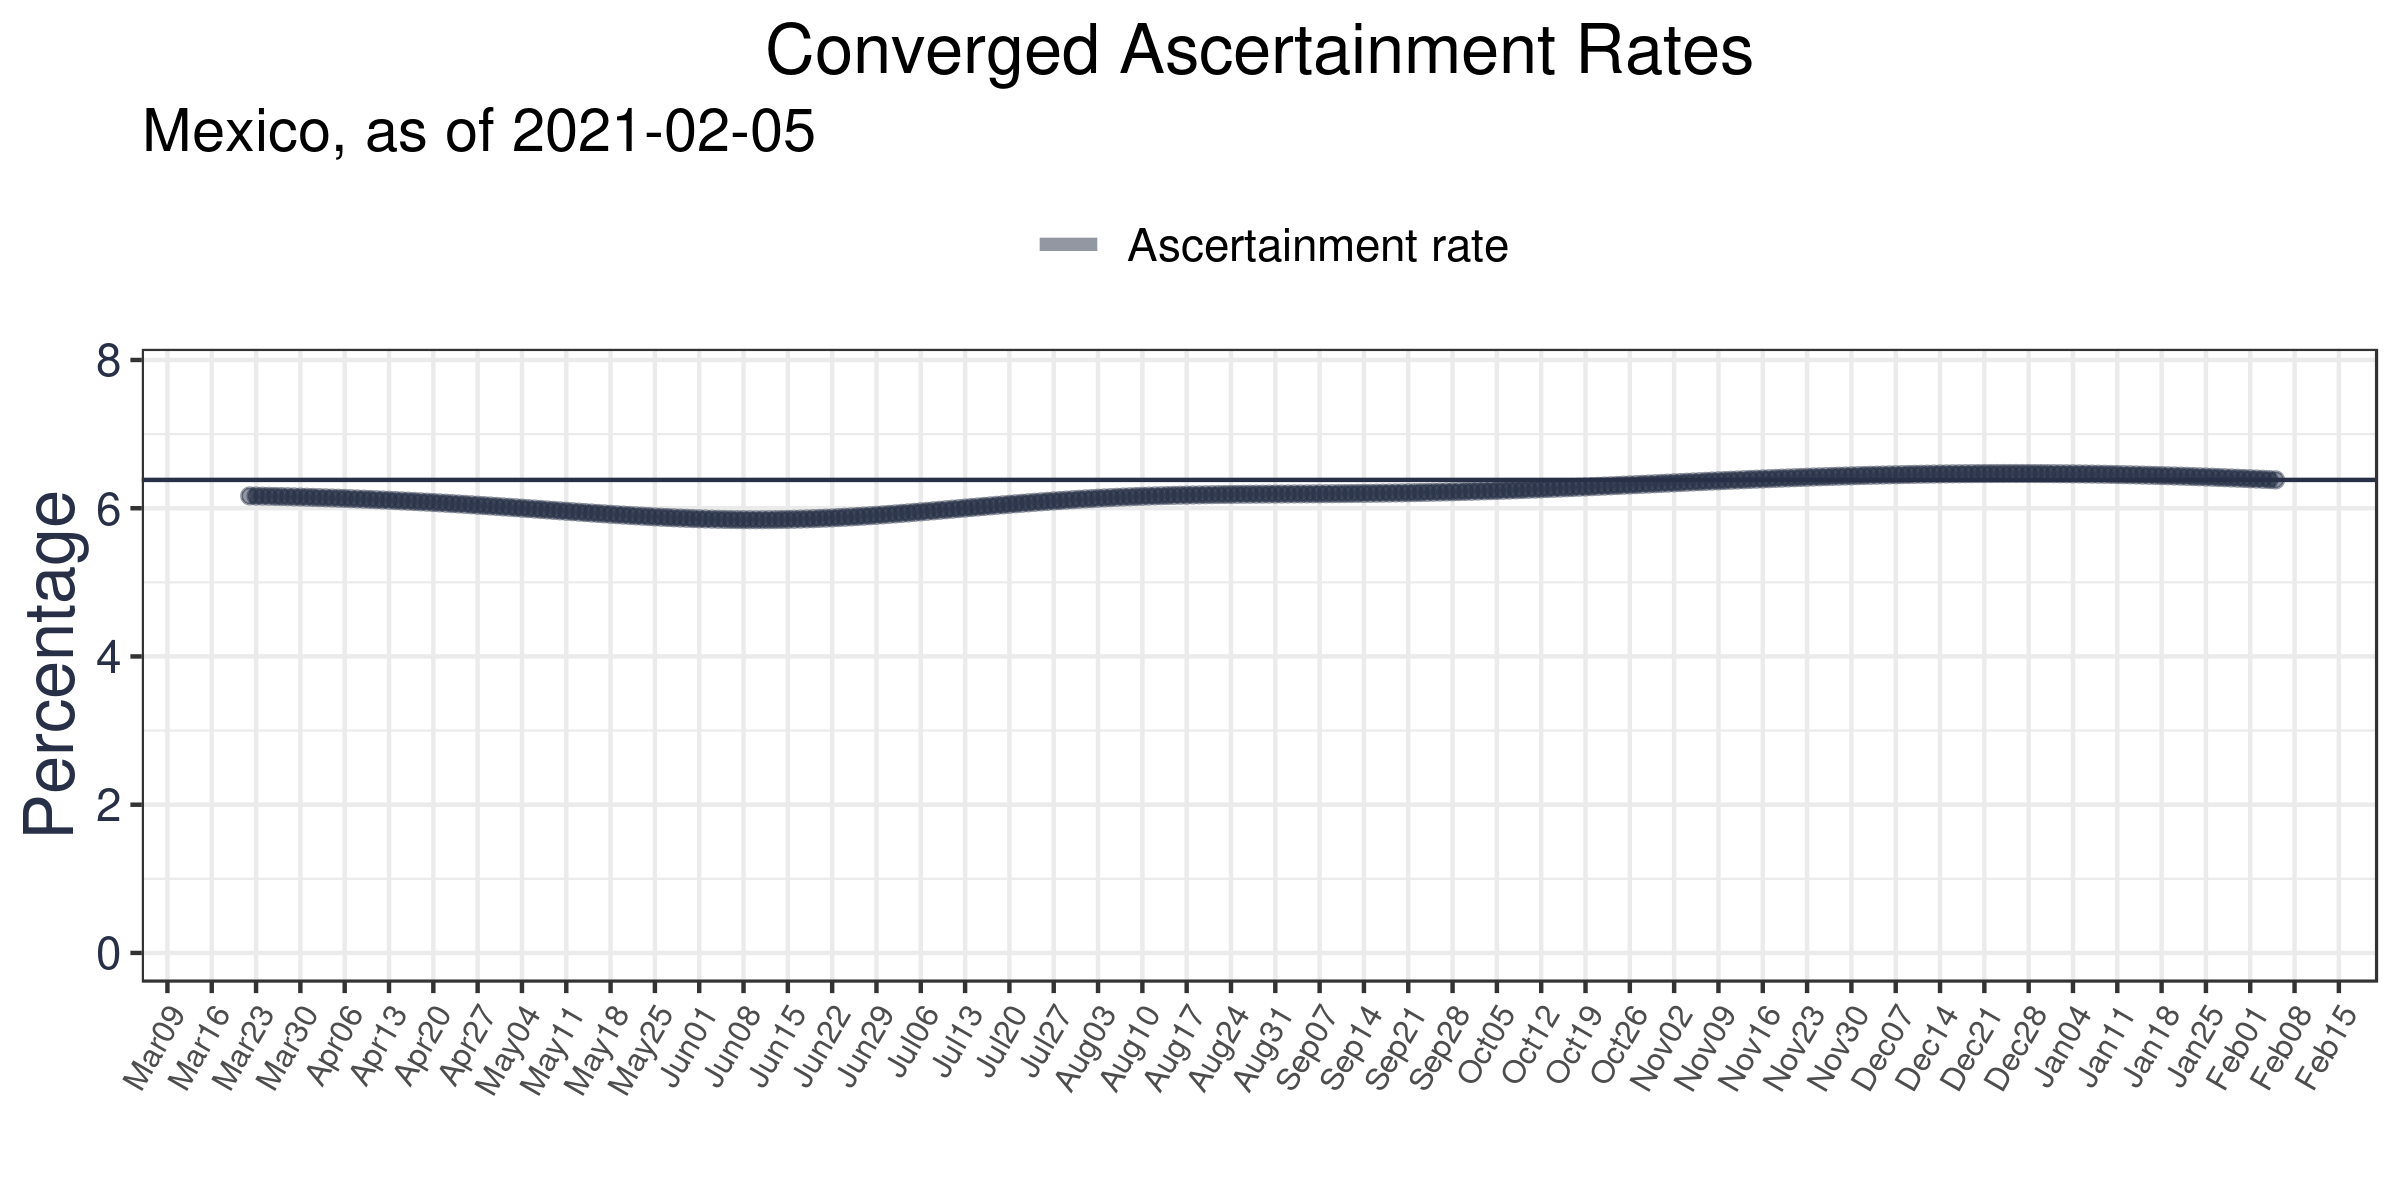 Converged Ascertainment Rates
Mexico, as of 2021-02-05
Ascertainment rate
Percentage
8
6
4
2
0
Mar09 Mar16 Mar23 Mar30 Apr06 Apr13 Apr20 Apr27 May04 May11 May18 May25 Jun01 Jun08 Jun15 Jun22 Jun29 Jul06 Jul13 Jul20 Jul27 Aug03 Aug10 Aug17 Aug24 Aug31 Sep07 Sep14 Sep21 Sep28 Oct05 Oct12 Oct19 Oct26 Nov02 Nov09 Nov16 Nov23 Nov30 Dec07 Dec14 Dec21 Dec28 Jan04 Jan11 Jan18 Jan25 Feb01 Feb08 Feb15